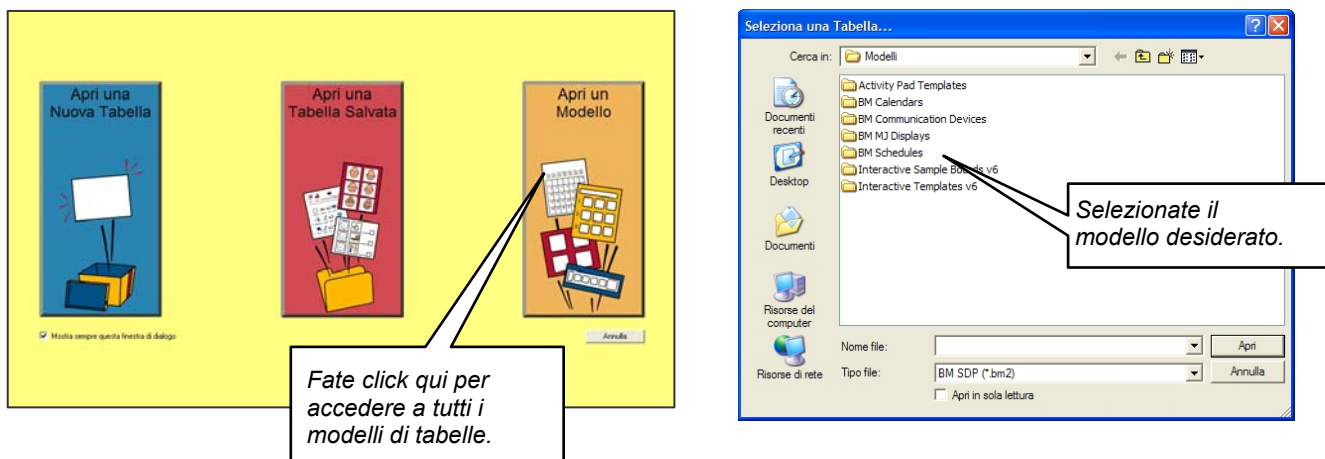 Apri una
Nuova Tabella
Apri una
Tabella Salvata
Apri un
Modello
Mostra sempre questa finestra di dialogo
Annulla
Fate click qui per
accedere a tutti i
modelli di tabelle.
Seleziona una Tabella...
Cerca in:
Modelli
Documenti
recenti
Desktop
Documenti
Risorse del
computer
Risorse di rete
Activity Pad Templates
BM Calendars
BM Communication Devices
BM MJ Displays
BM Schedules
Interactive Sample Boards v6
Interactive Templates v6
Selezionate il
modello desiderato.
Nome file:
Apri
Tipo file:
BM SDP (*.bm2)
Annulla
Apri in sola lettura